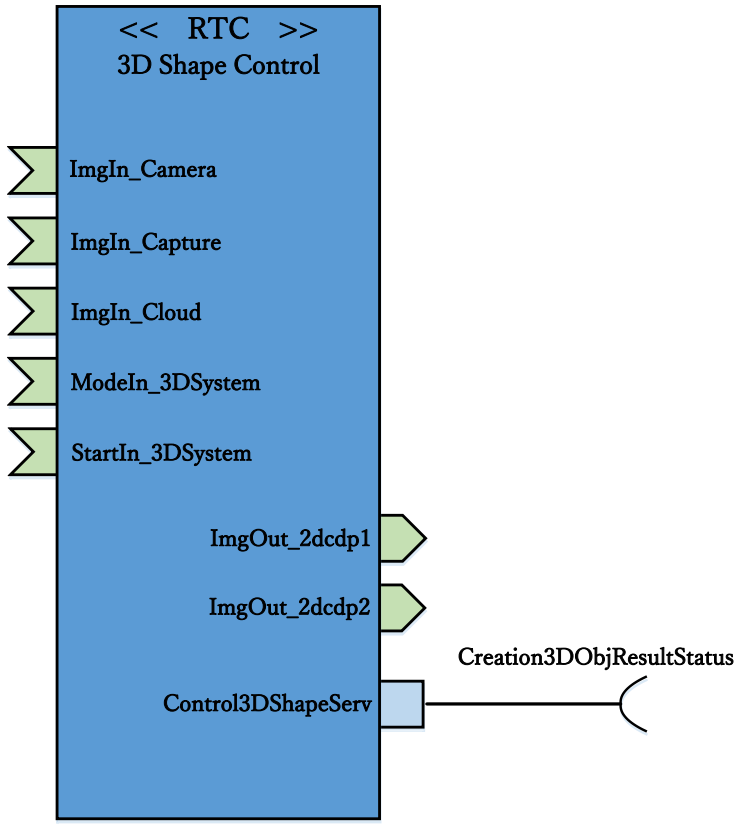 << RTC >>
3D Shape Control
ImgIn_Camera
ImgIn_Capture
ImgIn_Cloud
ModeIn_3DSystem
StartIn_3DSystem
ImgOut_2dcdp1
ImgOut_2dcdp2
Creation3DObjResultStatus
Control3DShapeServ